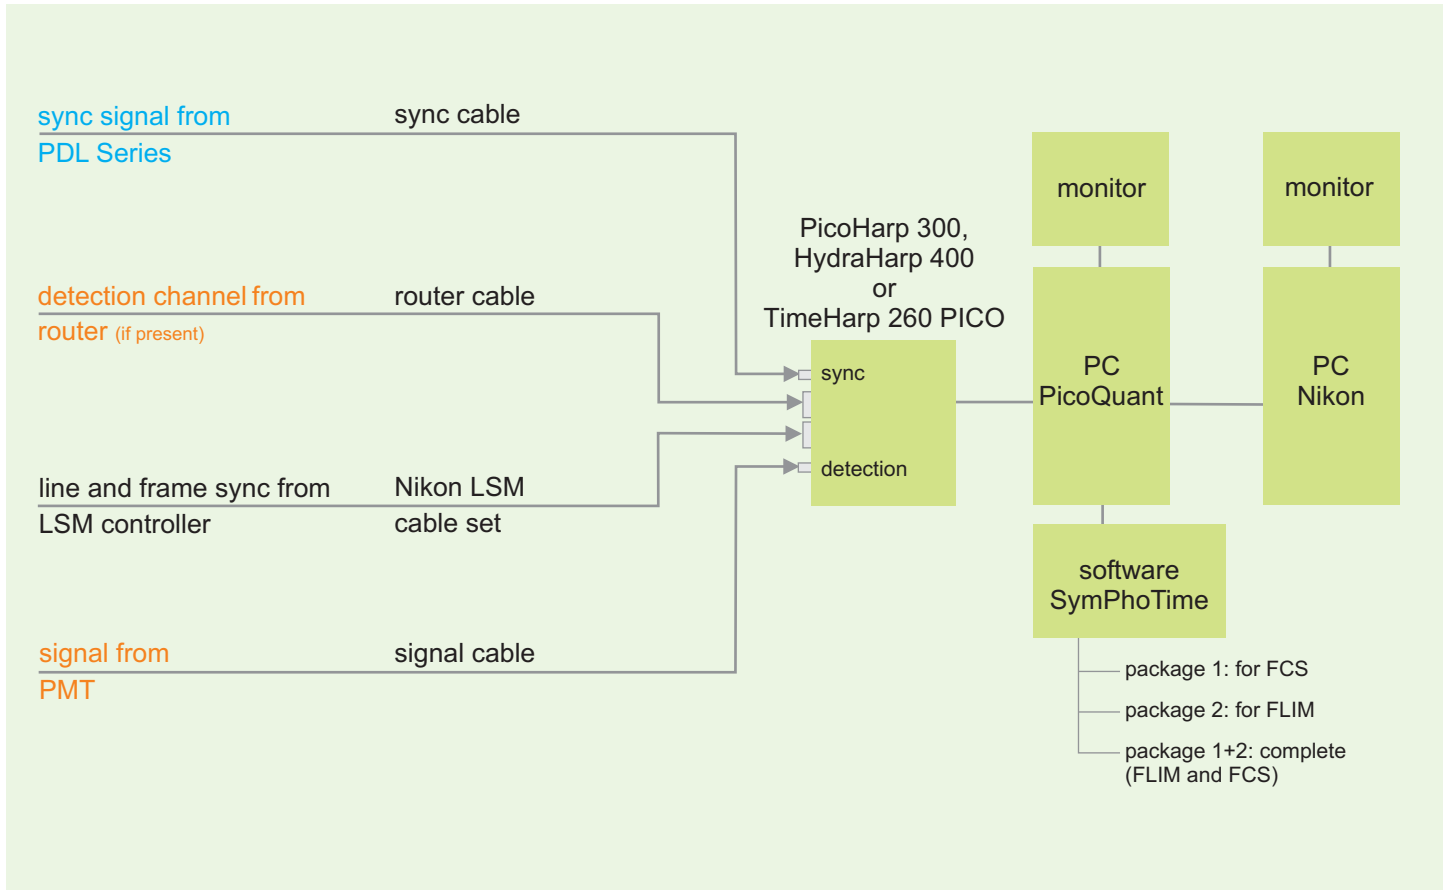 sync signal from
PDL Series
sync cable
detection channel from
router (if present)
router cable
line and frame sync from
LSM controller
Nikon LSM
cable set
signal from
PMT
signal cable
PicoHarp 300,
HydraHarp 400
or
TimeHarp 260 PICO
sync
detection
monitor
PC
PicoQuant
software
SymPhoTime
package 1: for FCS
package 2: for FLIM
package 1+2: complete
(FLIM and FCS)
monitor
PC
Nikon